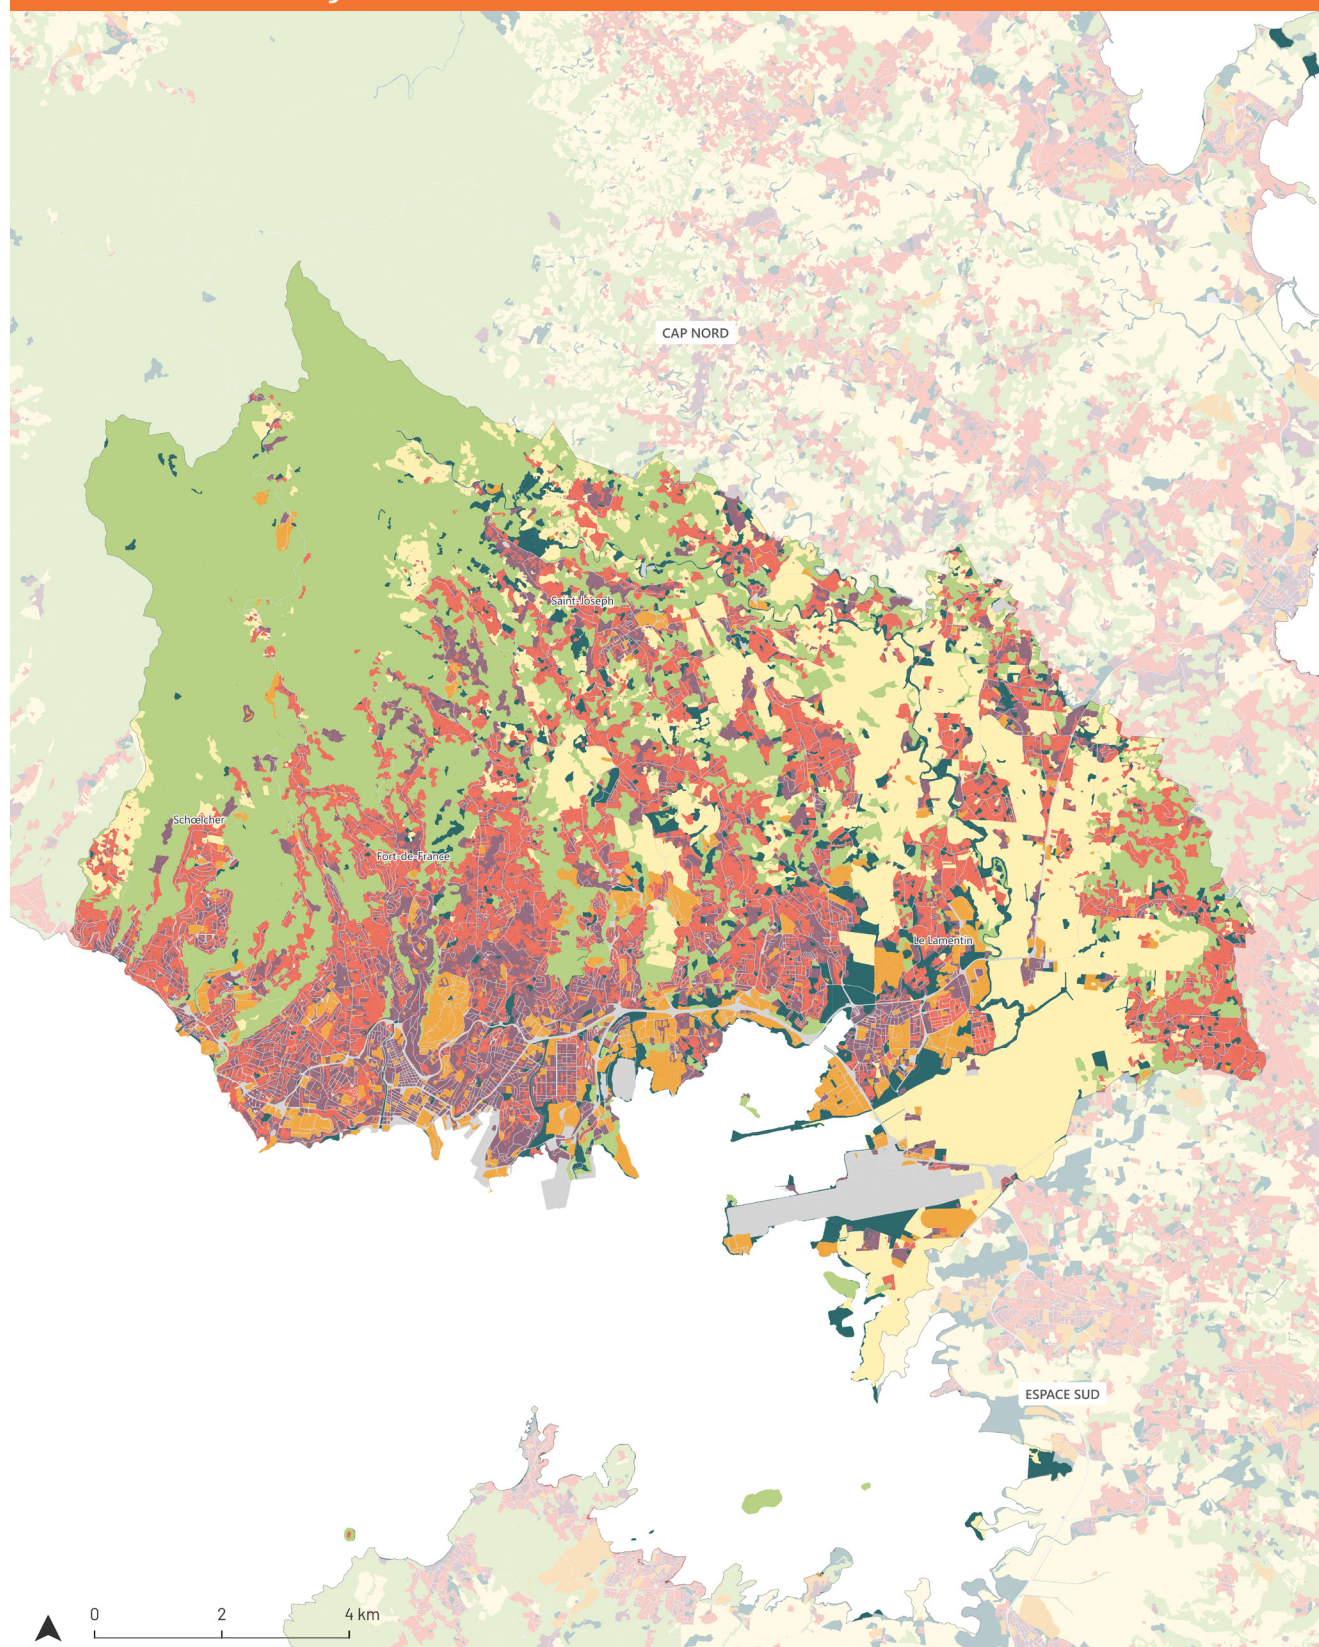 CAP NORD
Saint-Joseph
Schœlcher
Fort-de-France
Le Lamentin
ESPACE SUD
0 2 4 km